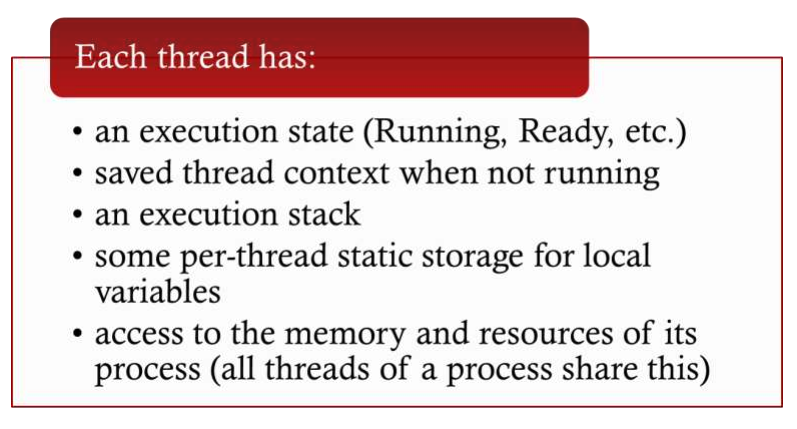 Each thread has:
• an execution state (Running, Ready, etc.)
• saved thread context when not running
• an execution stack
• some per-thread static storage for local
variables
• access to the memory and resources of its
process (all threads of a process share this)